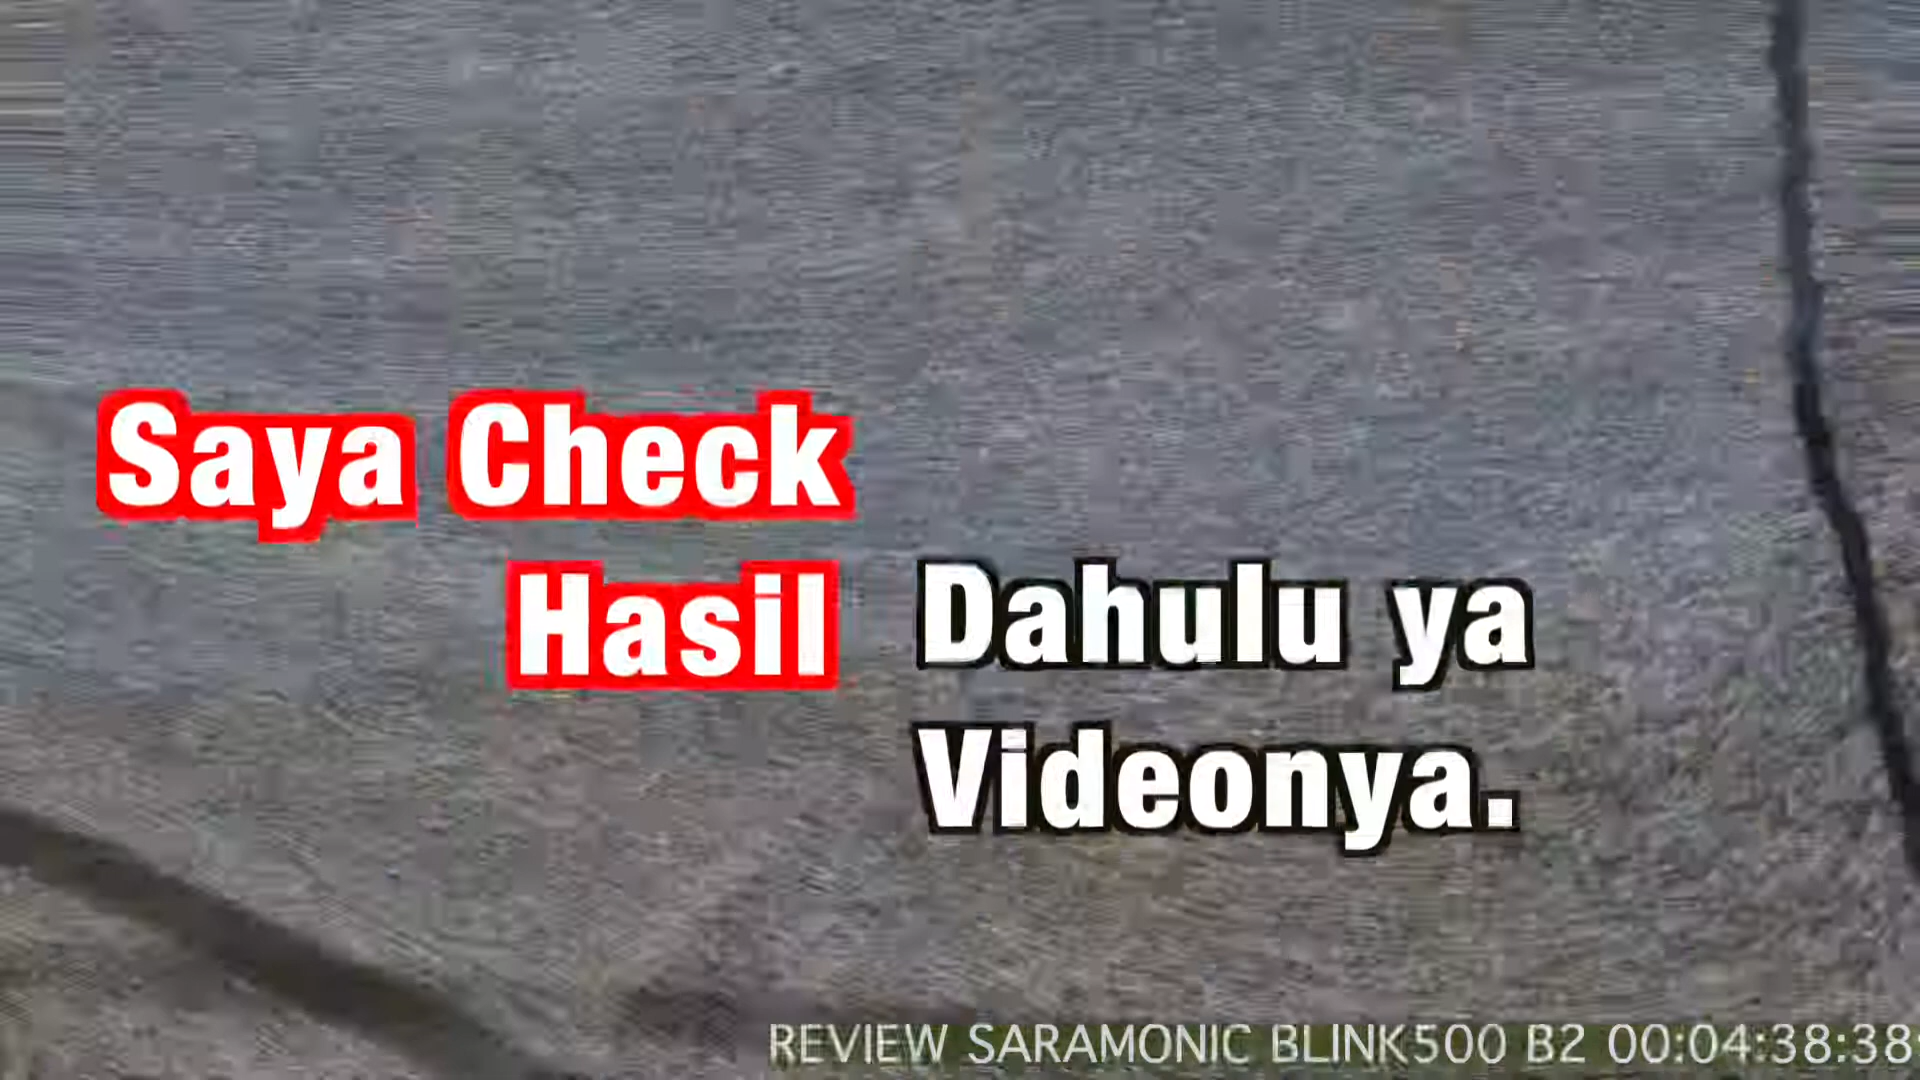 Saya Check
Hasil
Dahulu ya
Videonya.
REVIEW SARAMONIC BLINK500 B2 00:04:38:38